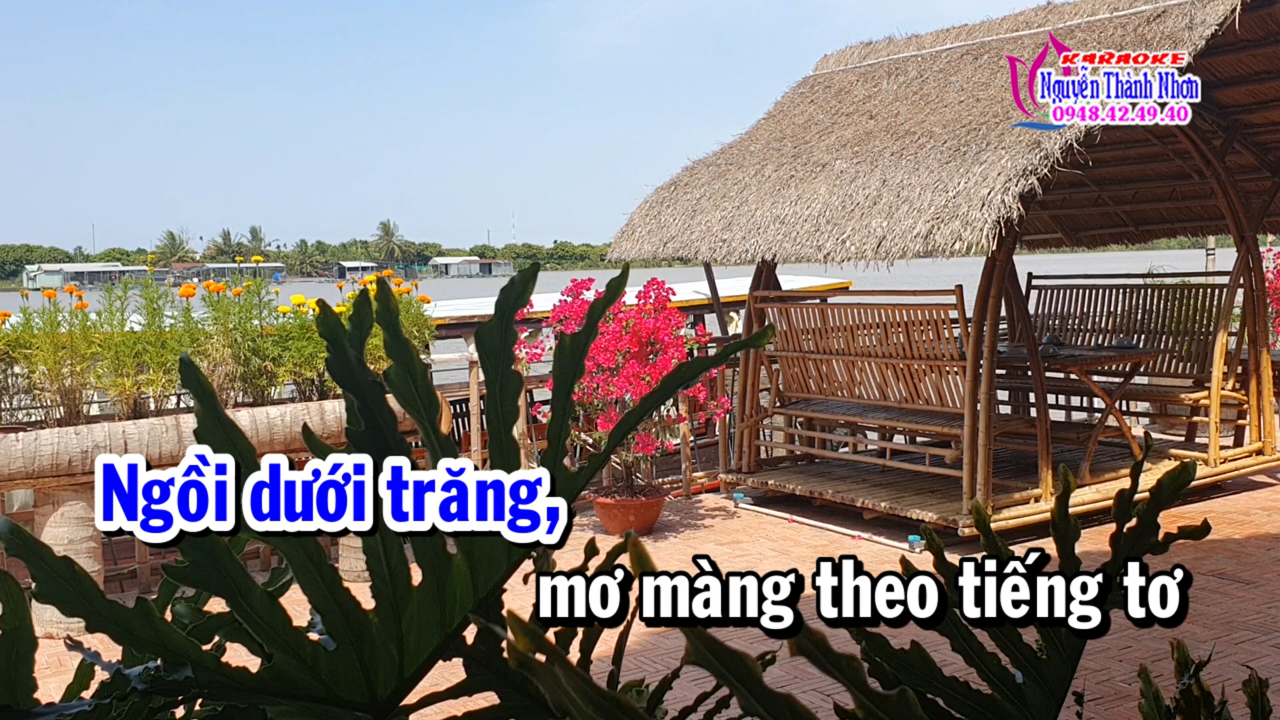 KARAOKE
Nguyễn Thành Nhơn
0948.42.49.40
Ngồi dưới trăng,
mơ màng theo tiếng tơ